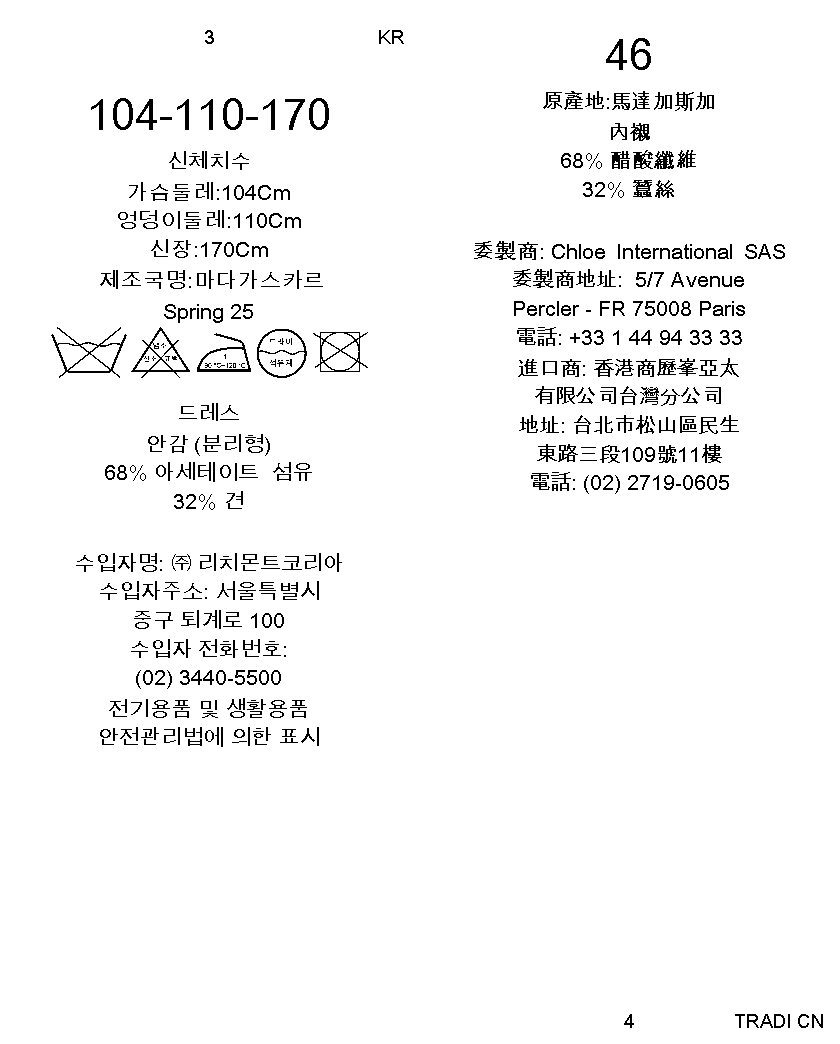 3
KR
104-110-170
신체치수
가슴둘레:104Cm
엉덩이둘레:110Cm
신장:170Cm
제조국명:마다가스카르
Spring 25
염소
산소 표백
1
90 °C~120 °C
드라이
석유계
드레스
안감 (분리형)
68% 아세테이트 섬유
32% 견
수입자명: ㈜ 리치몬트코리아
수입자주소: 서울특별시
중구 퇴계로 100
수입자 전화번호:
(02) 3440-5500
전기용품 및 생활용품
안전관리법에 의한 표시
46
原產地:馬達加斯加
內襯
68% 醋酸纖維
32% 蠶絲
委製商: Chloe International SAS
委製商地址: 5/7 Avenue
Percler - FR 75008 Paris
電話: +33 1 44 94 33 33
進口商: 香港商歷峯亞太
有限公司台灣分公司
地址: 台北市松山區民生
東路三段109號11樓
電話: (02) 2719-0605
4
TRADI CN